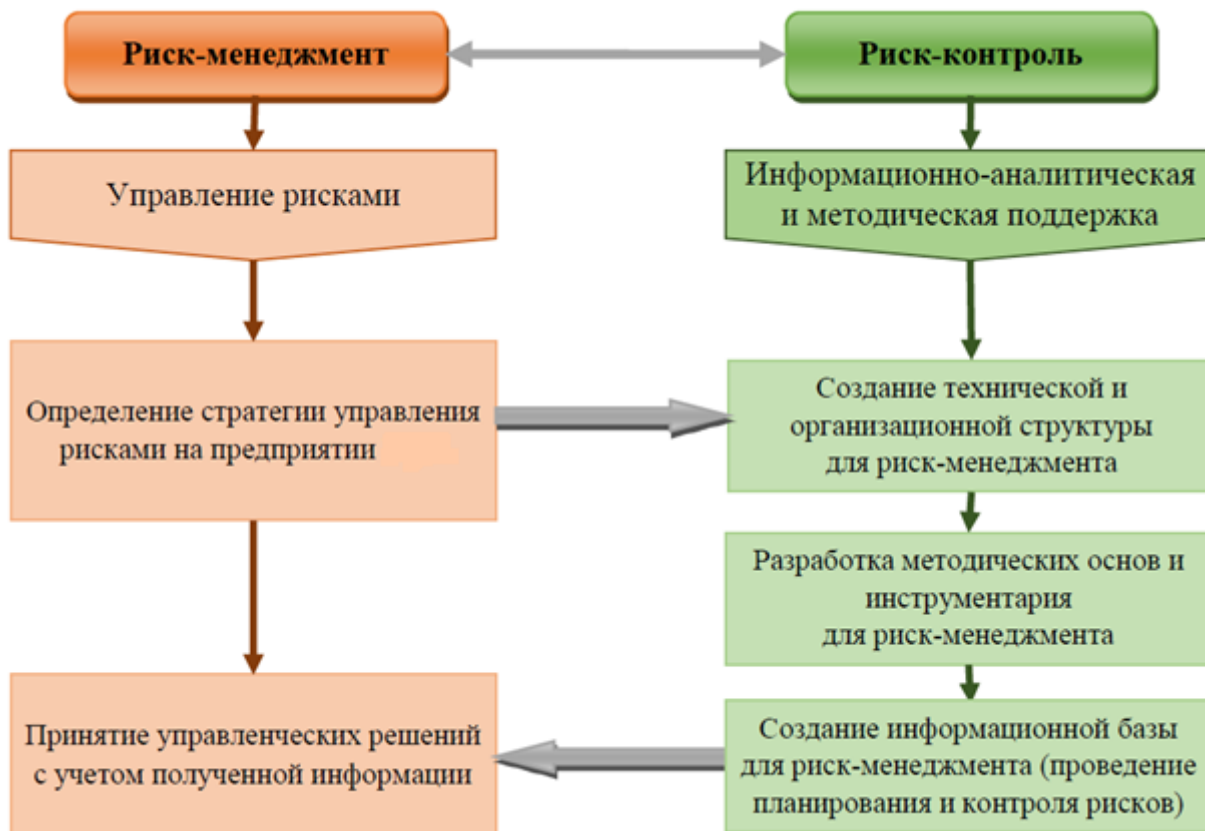 Риск-менеджмент
Риск-контроль
Управление рисками
Информационно-аналитическая
и методическая поддержка
Определение стратегии управления
рисками на предприятии
Создание технической и
организационной структуры
для риск-менеджмента
Разработка методических основ и
инструментария
для риск-менеджмента
Принятие управленческих решений
с учетом полученной информации
Создание информационной базы
для риск-менеджмента (проведение
планирования и контроля рисков)